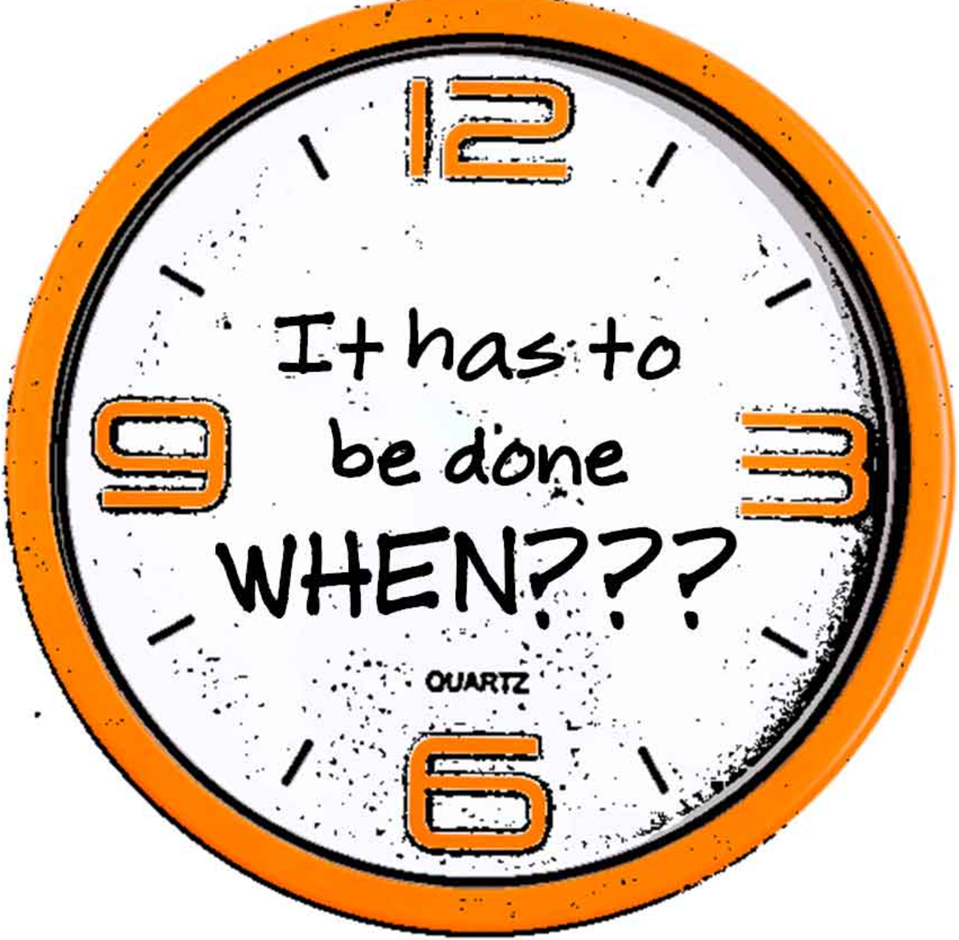 12
It has to
9
be done
3
WHEN???
QUARTZ
6